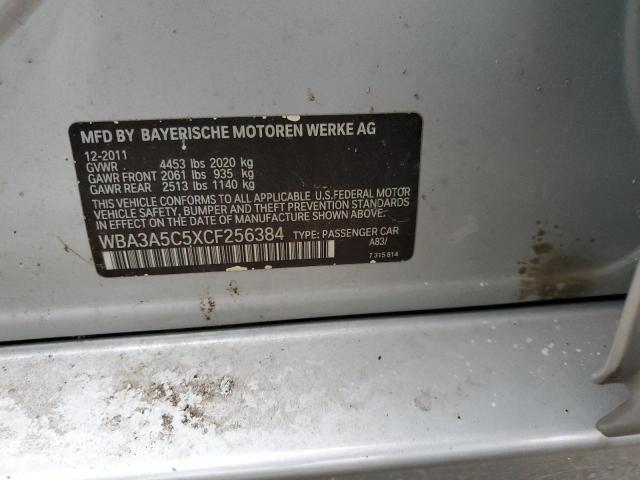 MFD BY BAYERISCHE MOTOREN WERKE AG
12-2011
GVWR 4453 lbs 2020 kg
GAWR FRONT 2061 lbs 935 kg
GAWR REAR 2513 lbs 1140 kg
THIS VEHICLE CONFORMS TO ALL APPLICABLE U.S.FEDERAL MOTOR
VEHICLE SAFETY, BUMPER, AND THEFT PREVENTION STANDARDS
IN EFFECT ON THE DATE OF MANUFACTURE SHOWN ABOVE.
WBA3A5C5XCF256384 TYPE: PASSENGER CAR
A83/
7 315 814